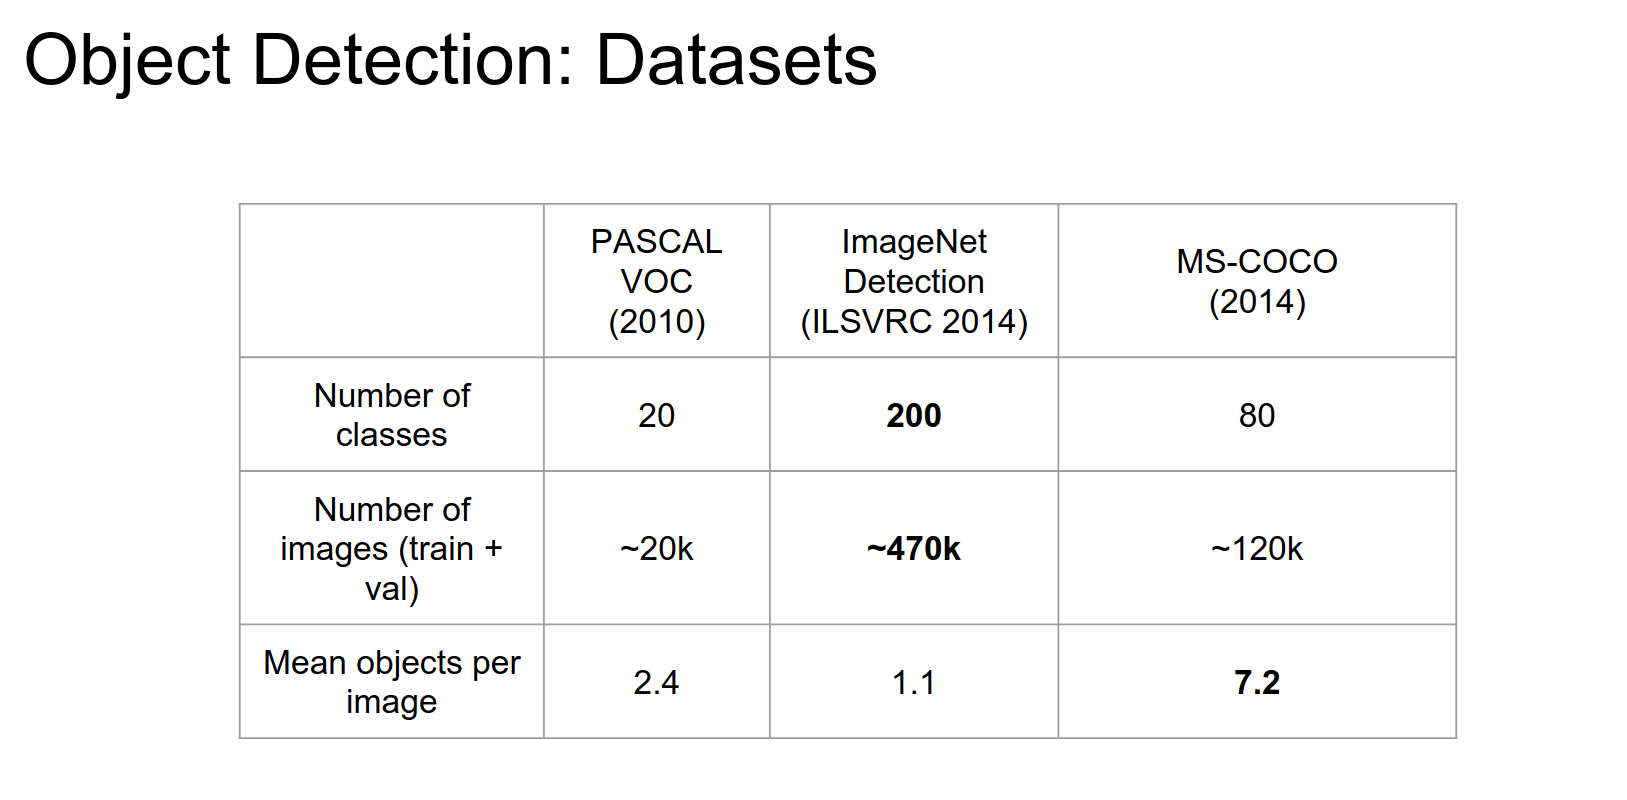 Object Detection: Datasets
PASCAL
VOC
(2010)
ImageNet
Detection
(ILSVRC 2014)
MS-COCO
(2014)
Number of
classes
20
200
80
Number of
images (train +
val)
~20k
~470k
~120k
Mean objects per
image
2.4
1.1
7.2